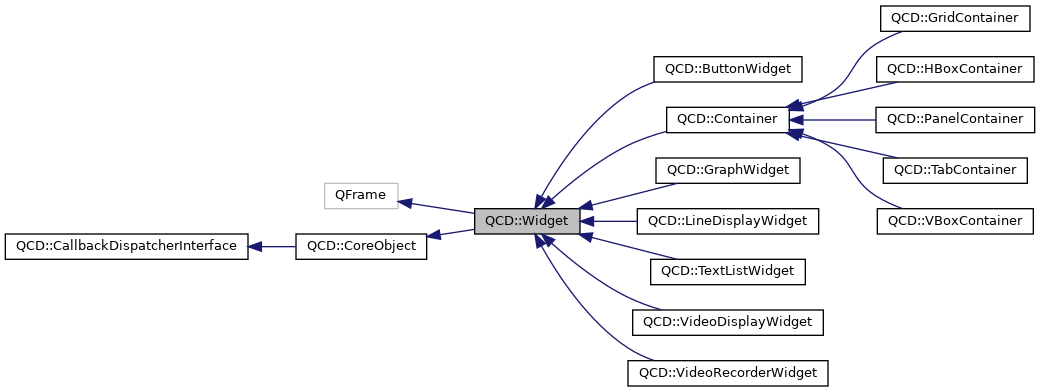 QCD::GridContainer
QCD::ButtonWidget
QCD::HBoxContainer
QCD::Container
QCD::PanelContainer
QCD::GraphWidget
QCD::TabContainer
QFrame
QCD::Widget
QCD::LineDisplayWidget
QCD::VBoxContainer
QCD::CallbackDispatcherInterface
QCD::CoreObject
QCD::TextListWidget
QCD::VideoDisplayWidget
QCD::VideoRecorderWidget